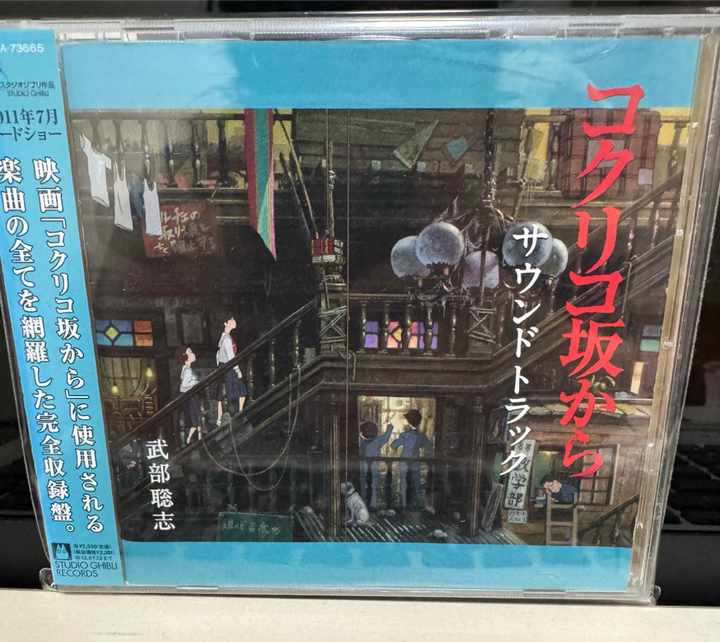 A-73665
スタジオジブリ作品
STUDIO GHIBLI
011年7月
ードショー
映画「コクリコ坂から」に使用される
楽曲の全てを網羅した完全収録盤。
STUDIO GHIBLI
RECORDS
コクリコ坂から
サウンドトラック
武部聡志